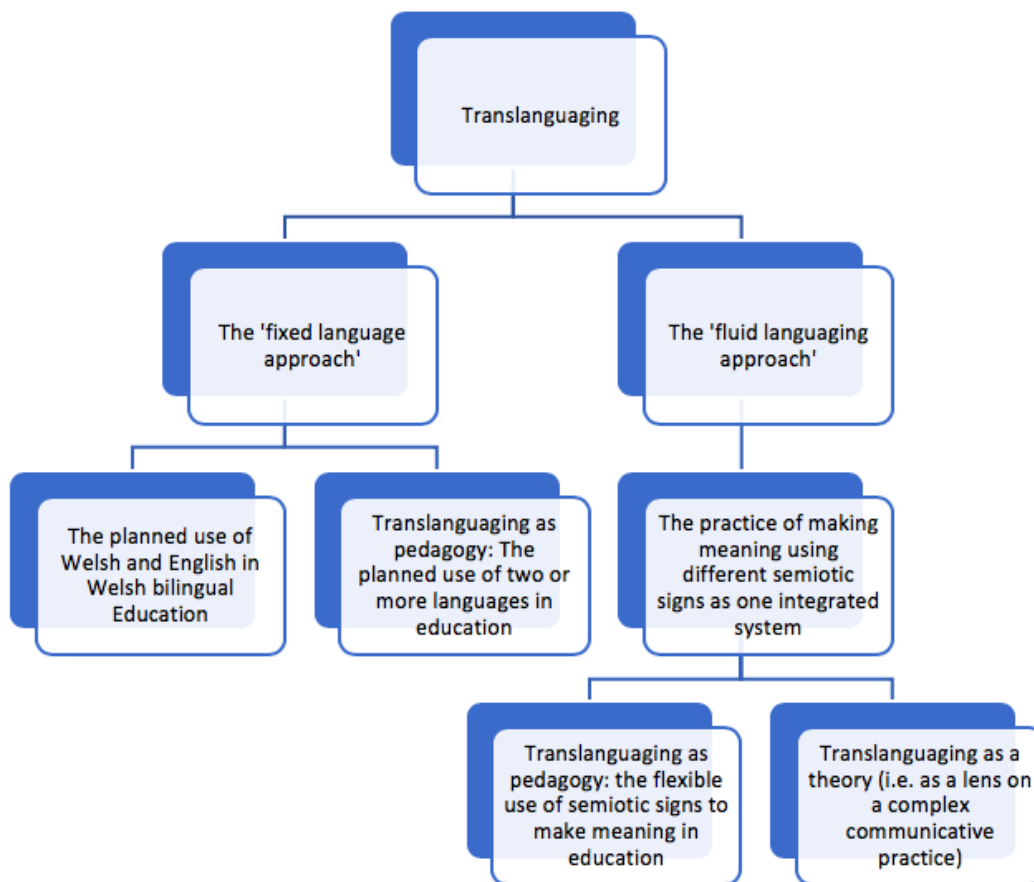 Translanguaging
The 'fixed language
approach'
The 'fluid languaging
approach'
The planned use of
Welsh and English in
Welsh bilingual
Education
Translanguaging as
pedagogy: The
planned use of two or
more languages in
education
The practice of making
meaning using
different semiotic
signs as one integrated
system
Translanguaging as
pedagogy: the flexible
use of semiotic signs to
make meaning in
education
Translanguaging as a
theory (i.e. as a lens on
a complex
communicative
practice)